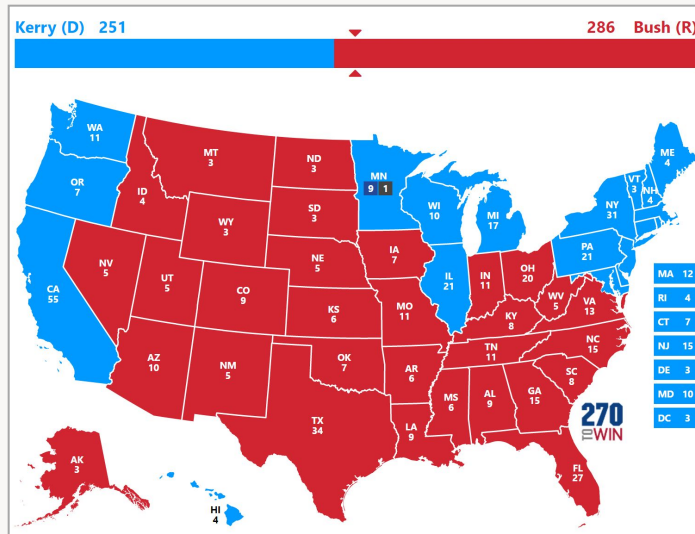 Kerry (D) 251
286 Bush (R)
WA
11
OR
7
CA
55
NV
5
ID
4
MT
3
WY
3
UT
5
CO
9
AZ
10
NM
5
ND
3
SD
3
NE
5
KS
6
OK
7
TX
34
MN
9 1
IA
7
MO
11
AR
6
LA
9
WI
10
IL
21
MI
17
IN
11
OH
20
KY
8
TN
11
MS
6
AL
9
GA
15
FL
27
SC
8
NC
15
VA
13
WV
5
PA
21
NY
31
VT
3
NH
4
ME
4
MA 12
RI 4
CT 7
NJ 15
DE 3
MD 10
DC 3
AK
3
HI
4
270
TO WIN